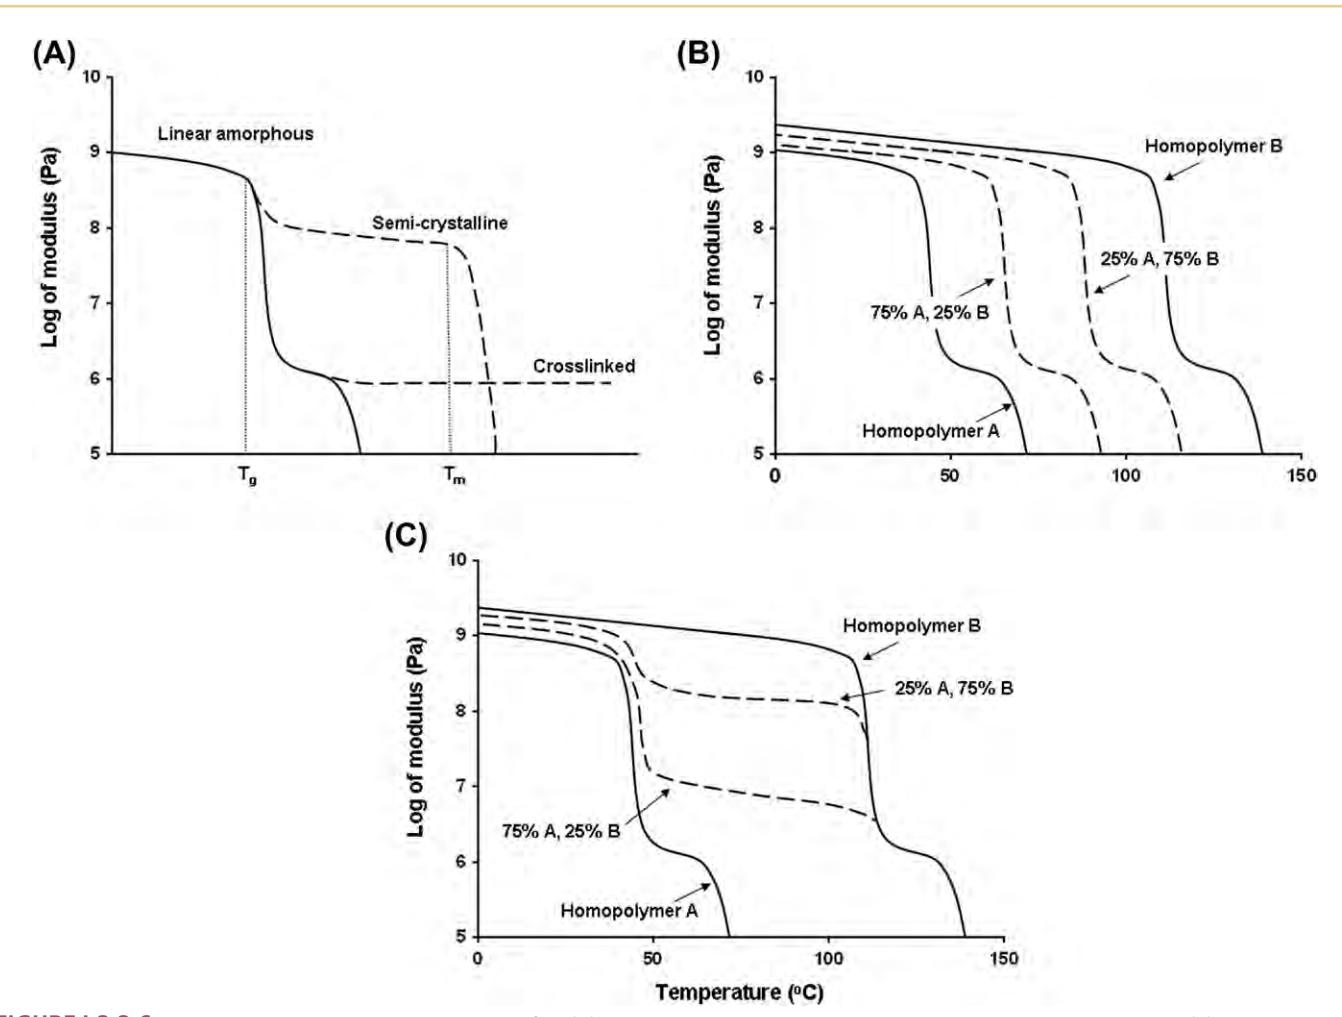 (A)
10
9
8
7
6
5
Log of modulus (Pa)
Linear amorphous
Semi-crystalline
Crosslinked
Tg
Tm
(B)
10
9
8
7
6
5
Log of modulus (Pa)
Homopolymer B
25% A, 75% B
75% A, 25% B
Homopolymer A
0
50
100
150
(C)
10
9
8
7
6
5
Log of modulus (Pa)
Homopolymer B
25% A, 75% B
75% A, 25% B
Homopolymer A
0
50
100
150
Temperature (ºC)